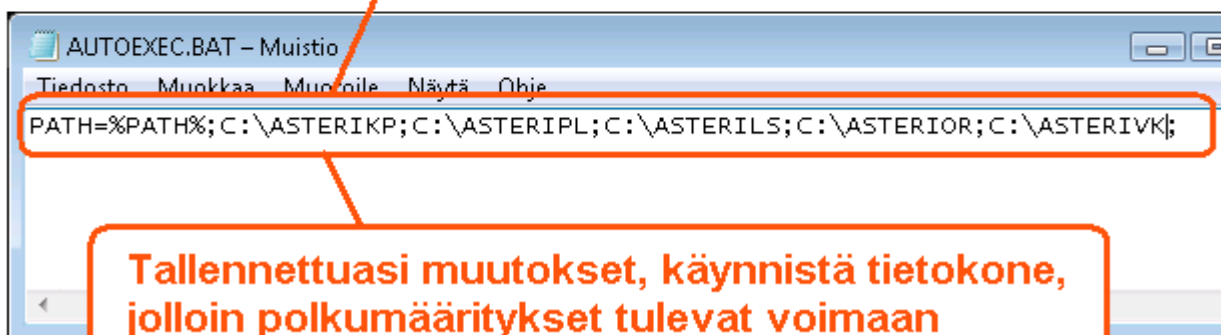 AUTOEXEC.BAT – Muistio
Tiedosto Muokkaa Muotoile Näytä Ohje
PATH=%PATH%;C:\ASTERIKP;C:\ASTERIPL;C:\ASTERILS;C:\ASTERIOR;C:\ASTERIVK;
Tallennettuasi muutokset, käynnistä tietokone,
jolloin polkumääritykset tulevat voimaan